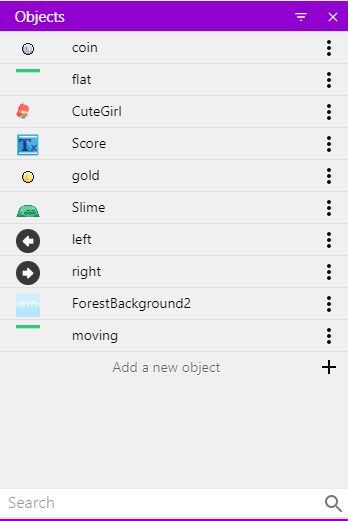 Objects
coin
flat
CuteGirl
Tx
Score
gold
Slime
left
right
ForestBackground2
moving
Add a new object
Search